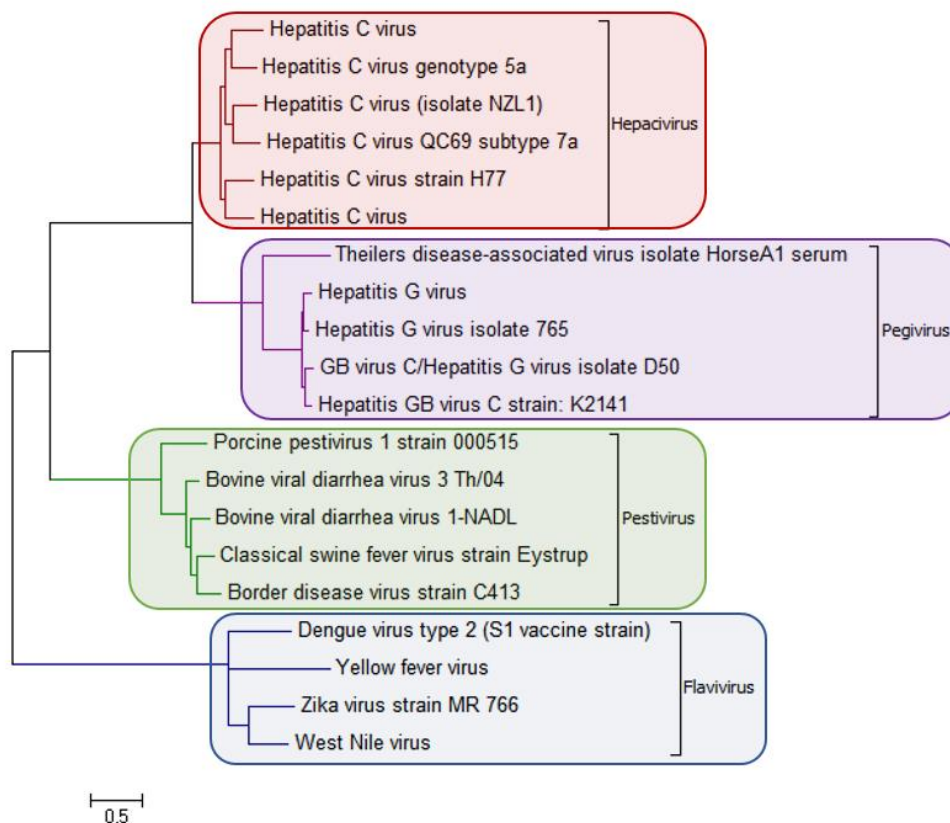 Hepatitis C virus
Hepatitis C virus genotype 5a
Hepatitis C virus (isolate NZL1)
Hepatitis C virus QC69 subtype 7a
Hepatitis C virus strain H77
Hepatitis C virus
Hepacivirus
Theilers disease-associated virus isolate HorseA1 serum
Hepatitis G virus
Hepatitis G virus isolate 765
GB virus C/Hepatitis G virus isolate D50
Hepatitis GB virus C strain: K2141
Pegivirus
Porcine pestivirus 1 strain 000515
Bovine viral diarrhea virus 3 Th/04
Bovine viral diarrhea virus 1-NADL
Classical swine fever virus strain Eystrup
Border disease virus strain C413
Pestivirus
Dengue virus type 2 (S1 vaccine strain)
Yellow fever virus
Zika virus strain MR 766
West Nile virus
Flavivirus
0.5